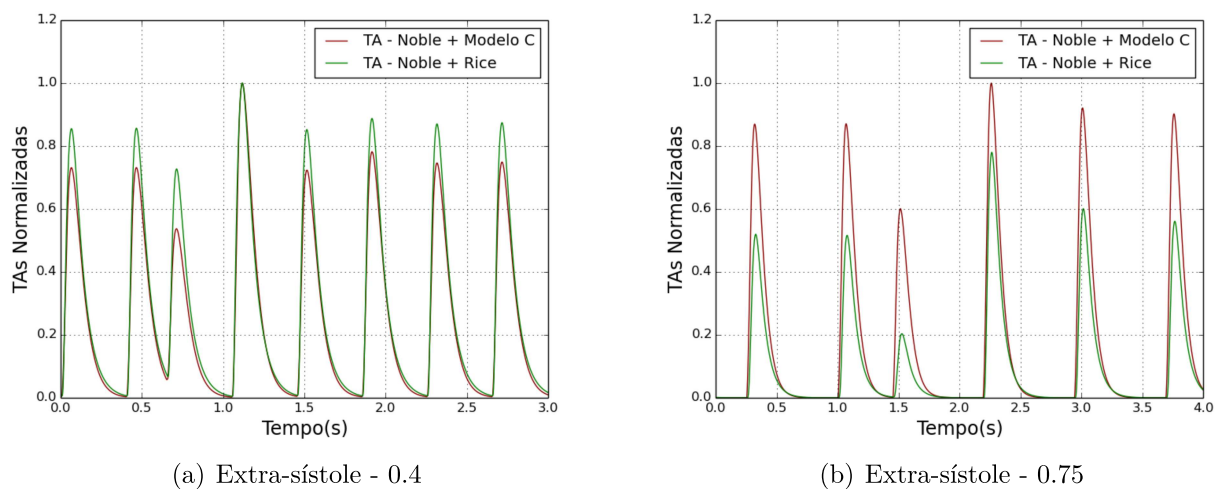 1.2
1.0
0.8
0.6
0.4
0.2
0.0
TAs Normalizadas
TA - Noble + Modelo C
TA - Noble + Rice
0.0 0.5 1.0 1.5 2.0 2.5 3.0
Tempo(s)
(a) Extra-sístole - 0.4
1.2
1.0
0.8
0.6
0.4
0.2
0.0
TAs Normalizadas
TA - Noble + Modelo C
TA - Noble + Rice
0.0 0.5 1.0 1.5 2.0 2.5 3.0 3.5 4.0
Tempo(s)
(b) Extra-sístole - 0.75